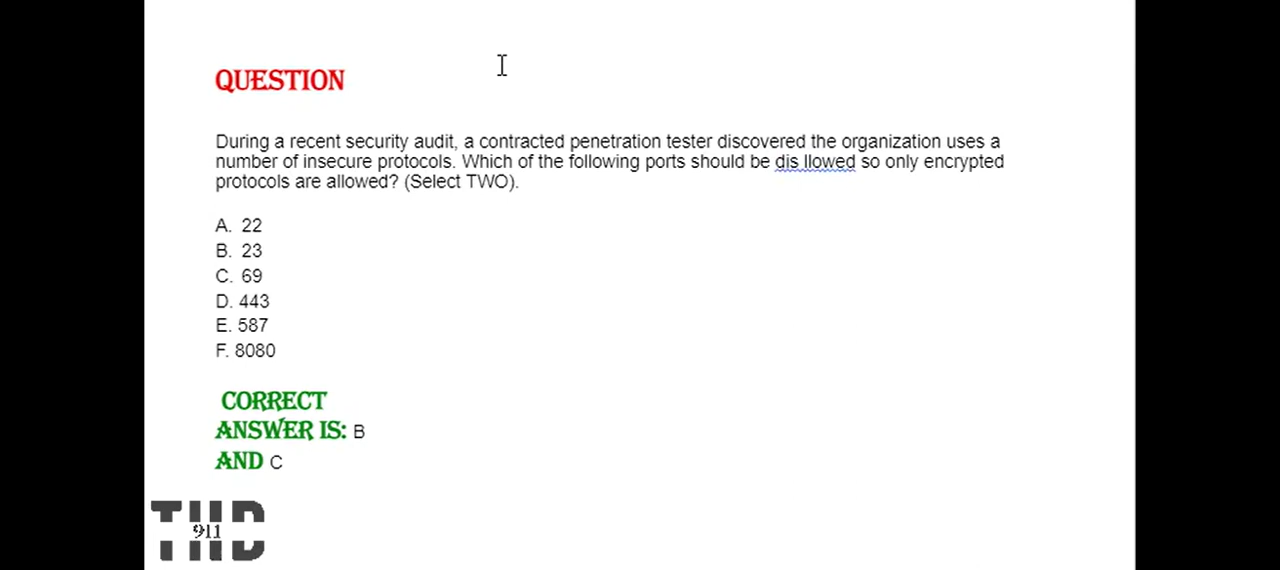 QUESTION
During a recent security audit, a contracted penetration tester discovered the organization uses a
number of insecure protocols. Which of the following ports should be dis llowed so only encrypted
protocols are allowed? (Select TWO).
A. 22
B. 23
C. 69
D. 443
E. 587
F. 8080
CORRECT
ANSWER IS: B
AND C
THD
911